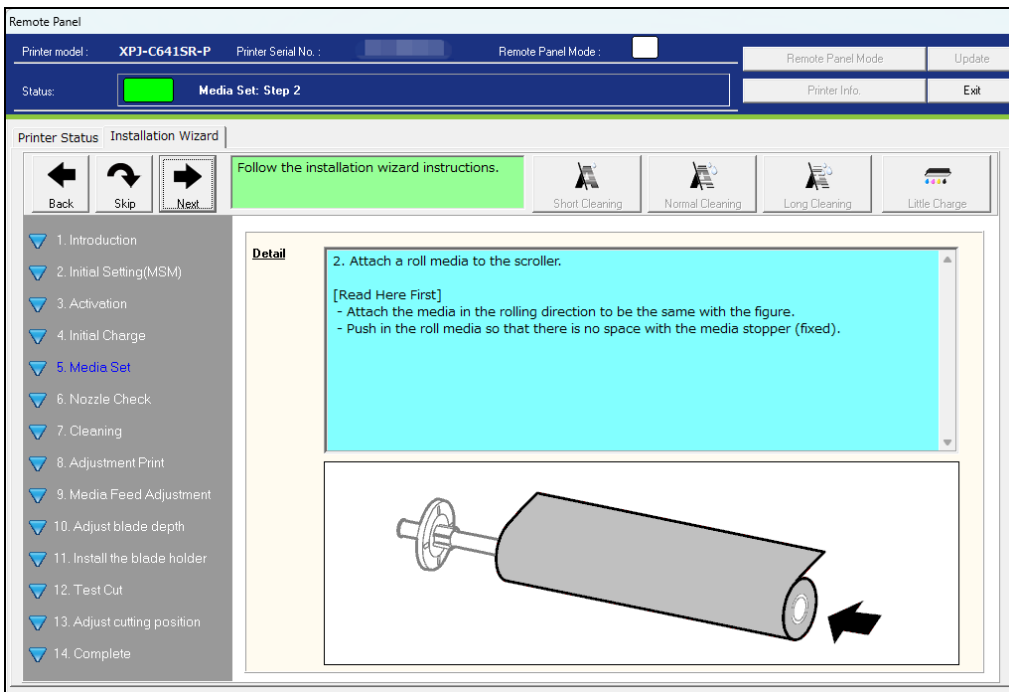 Remote Panel
Printer model : XPJ-C641SR-P Printer Serial No. : Remote Panel Mode :
Remote Panel Mode Update
Status: Media Set: Step 2
Printer Info. Exit
Printer Status Installation Wizard
Follow the installation wizard instructions.
Back Skip Next Short Cleaning Normal Cleaning Long Cleaning Little Charge
1. Introduction
2. Initial Setting(MSM)
3. Activation
4. Initial Charge
5. Media Set
6. Nozzle Check
7. Cleaning
8. Adjustment Print
9. Media Feed Adjustment
10. Adjust blade depth
11. Install the blade holder
12. Test Cut
13. Adjust cutting position
14. Complete
Detail
2. Attach a roll media to the scroller.
[Read Here First]
- Attach the media in the rolling direction to be the same with the figure.
- Push in the roll media so that there is no space with the media stopper (fixed).